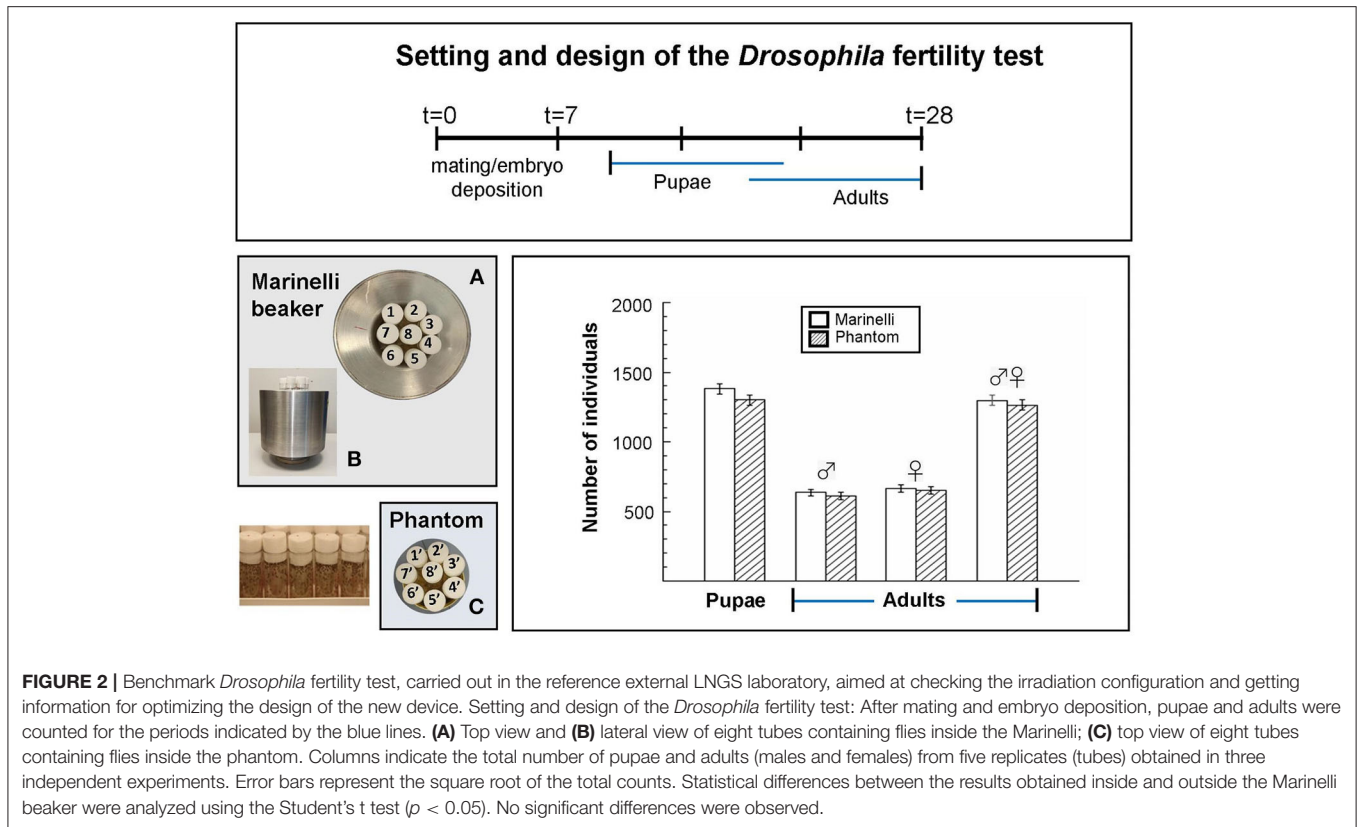 Setting and design of the Drosophila fertility test
t=0
t=7
t=28
mating/embryo
deposition
Pupae
Adults
Marinelli
beaker
A
1
2
3
4
5
6
7
8
B
Phantom
1’
2’
3’
4’
5’
6’
7’
8’
C
Number of individuals
2000
1500
1000
500
Marinelli
Phantom
♂
♀
♂♀
Pupae
Adults
FIGURE 2 | Benchmark Drosophila fertility test, carried out in the reference external LNGS laboratory, aimed at checking the irradiation configuration and getting
information for optimizing the design of the new device. Setting and design of the Drosophila fertility test: After mating and embryo deposition, pupae and adults were
counted for the periods indicated by the blue lines. (A) Top view and (B) lateral view of eight tubes containing flies inside the Marinelli; (C) top view of eight tubes
containing flies inside the phantom. Columns indicate the total number of pupae and adults (males and females) from five replicates (tubes) obtained in three
independent experiments. Error bars represent the square root of the total counts. Statistical differences between the results obtained inside and outside the Marinelli
beaker were analyzed using the Student’s t test (p < 0.05). No significant differences were observed.